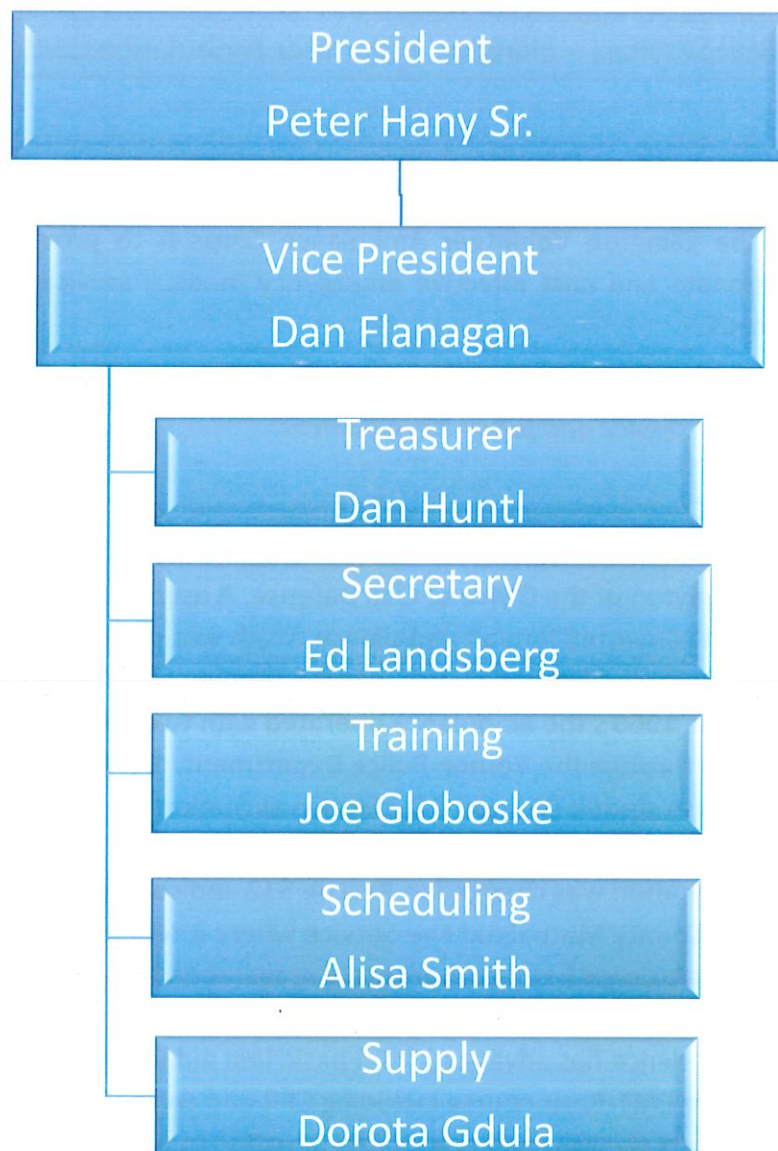 President
Peter Hany Sr.
Vice President
Dan Flanagan
Treasurer
Dan Huntl
Secretary
Ed Landsberg
Training
Joe Globoske
Scheduling
Alisa Smith
Supply
Dorota Gdula